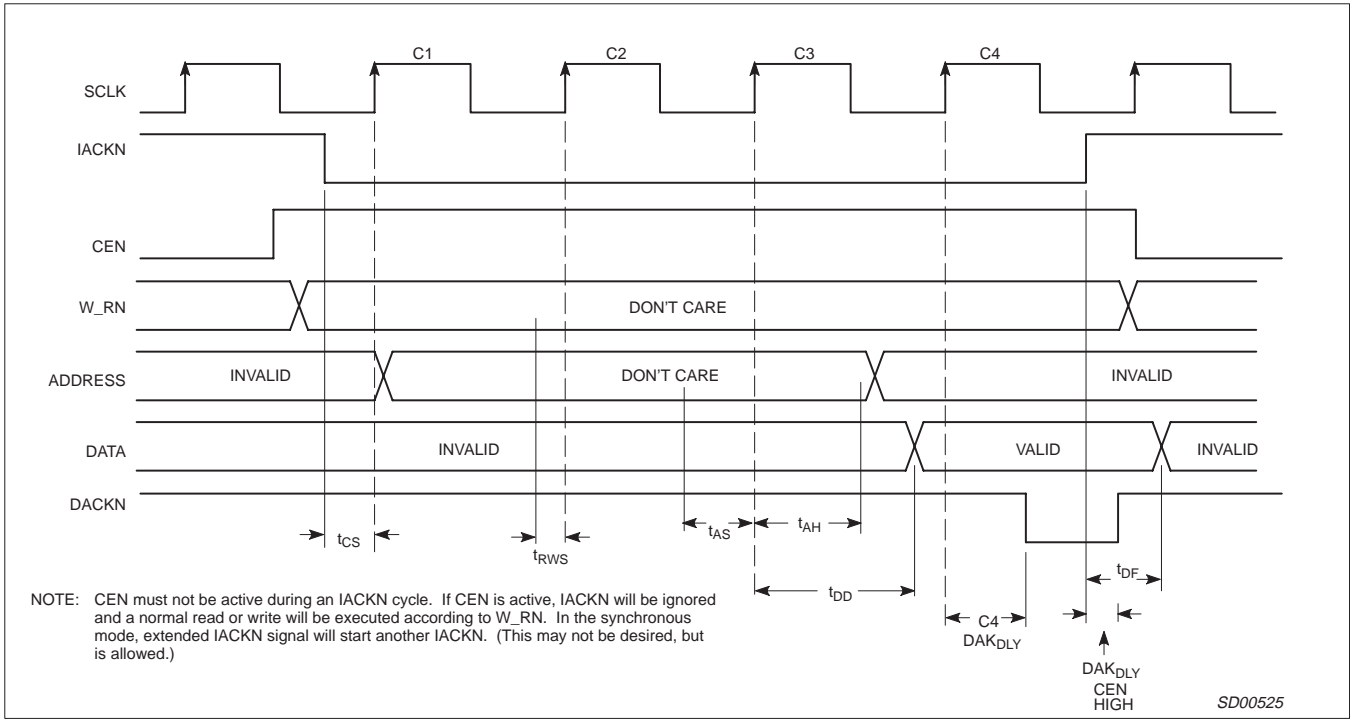 C1 C2 C3 C4
SCLK
IACKN
CEN
W_RN DON'T CARE
ADDRESS INVALID DON'T CARE INVALID
DATA INVALID VALID INVALID
DACKN
tCS tRWS tAS tAH
tDD tDF
C4
DAKDLY
DAKDLY
CEN
HIGH
NOTE: CEN must not be active during an IACKN cycle. If CEN is active, IACKN will be ignored
and a normal read or write will be executed according to W_RN. In the synchronous
mode, extended IACKN signal will start another IACKN. (This may not be desired, but
is allowed.)
SD00525